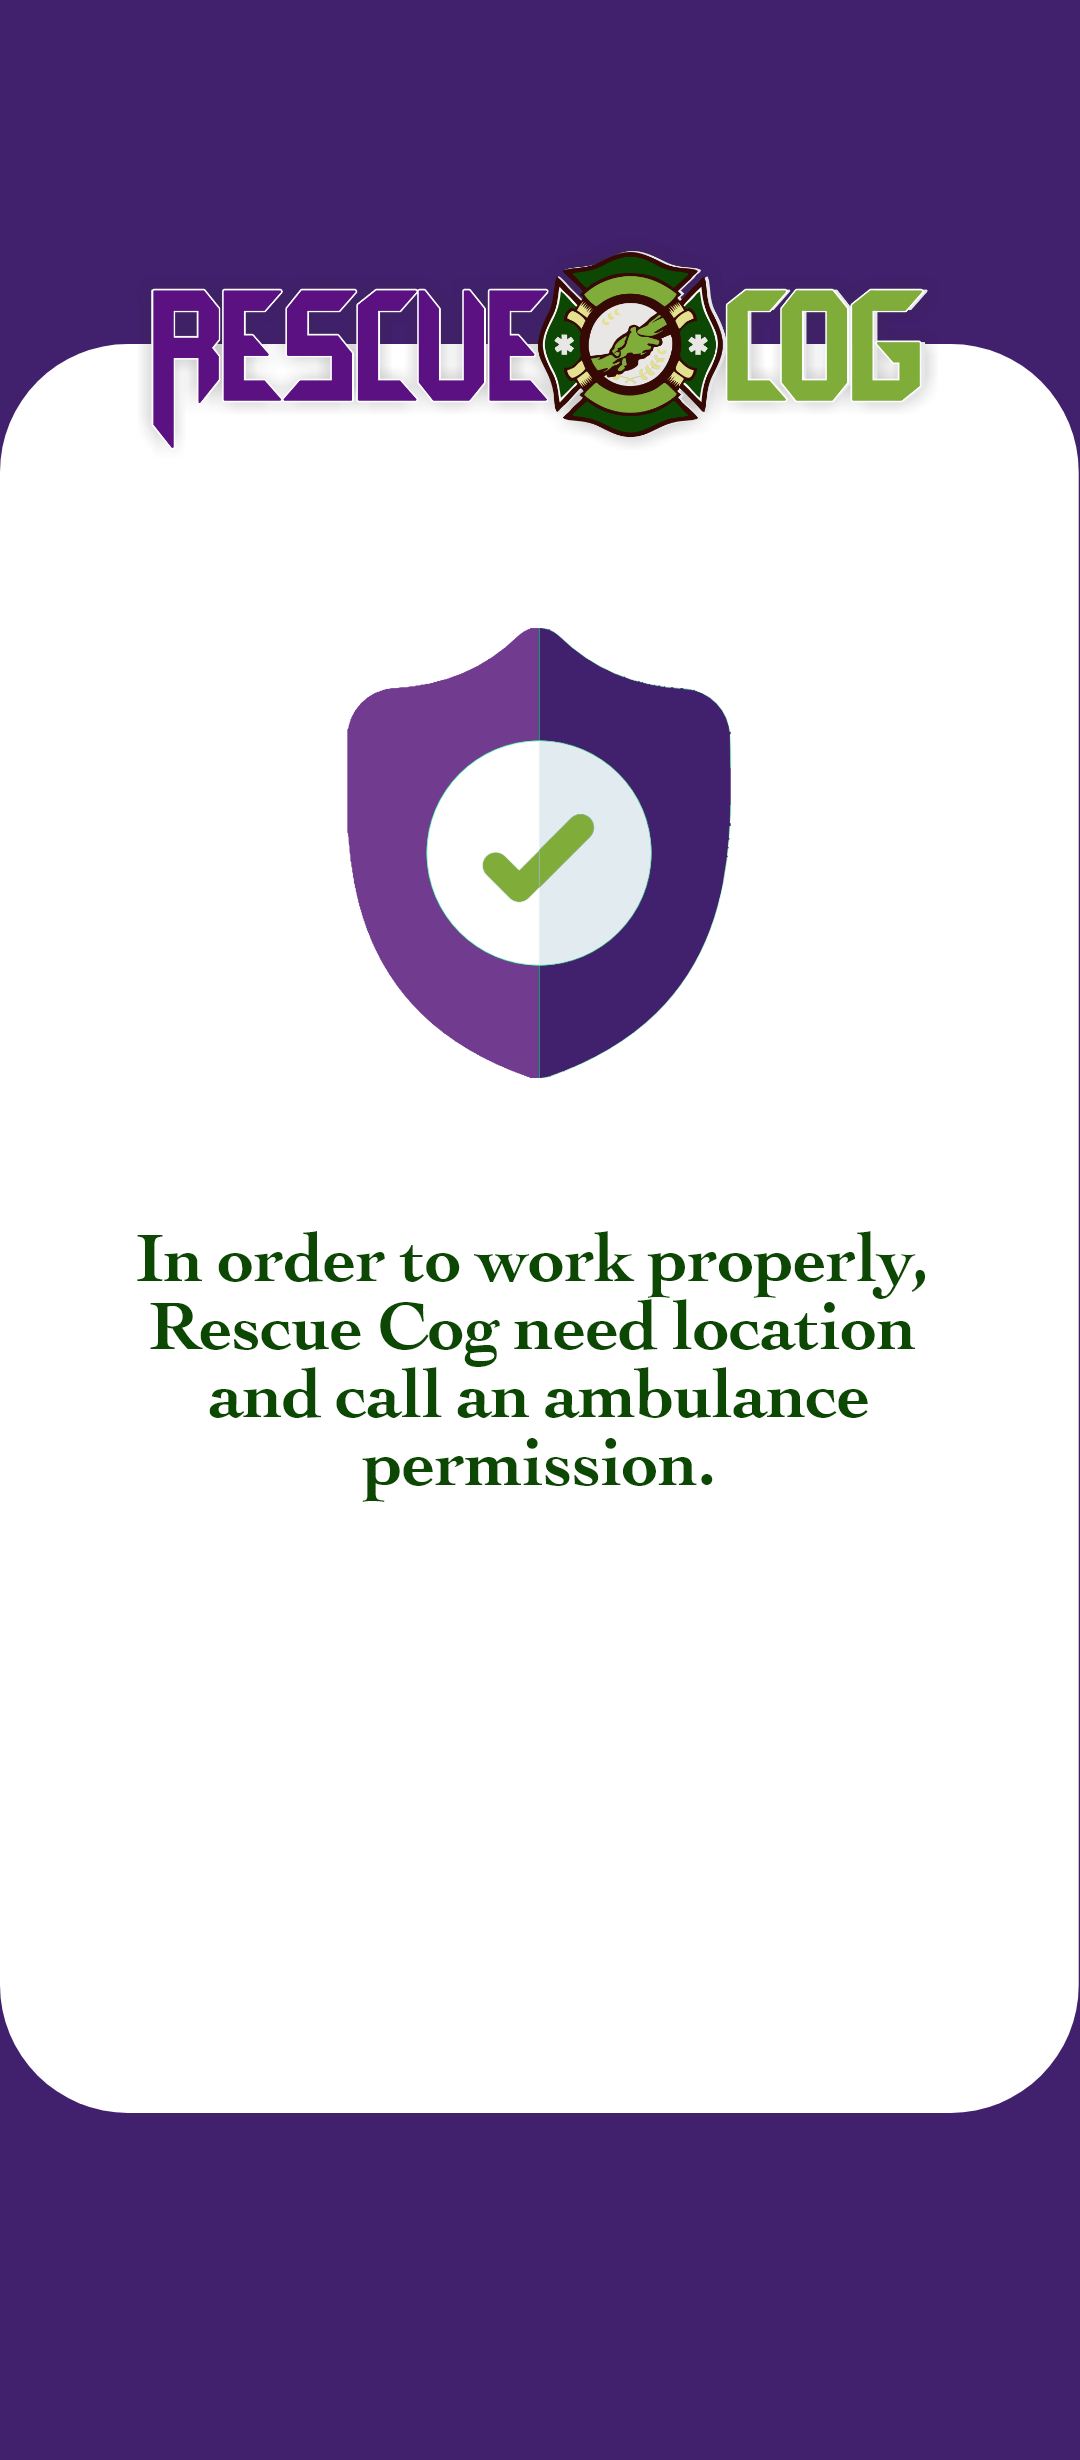 RESCUE COG
In order to work properly,
Rescue Cog need location
and call an ambulance
permission.